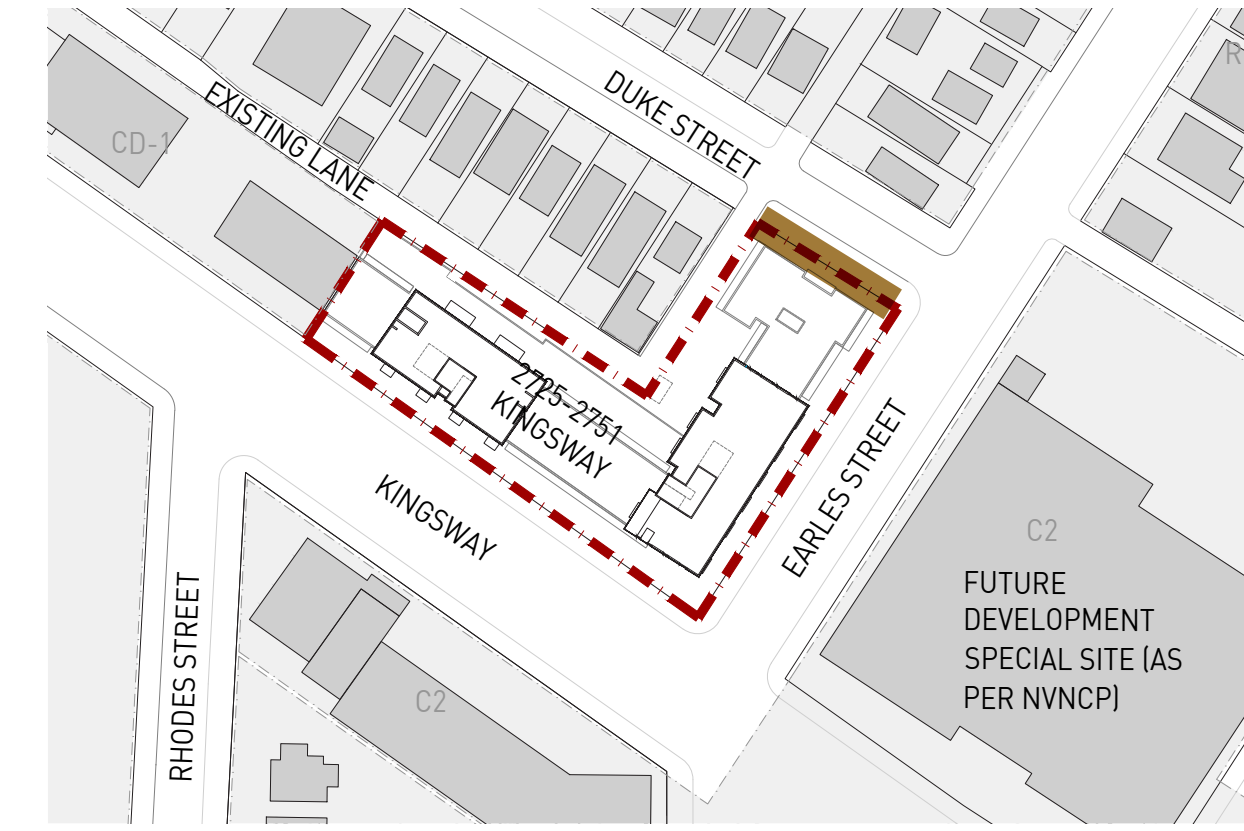 DUKE STREET
R
EXISTING LANE
CD-1
2725-2751
KINGSWAY
KINGSWAY
EARLES STREET
C2
FUTURE
DEVELOPMENT
SPECIAL SITE (AS
PER NVNCP)
RHODES STREET
C2